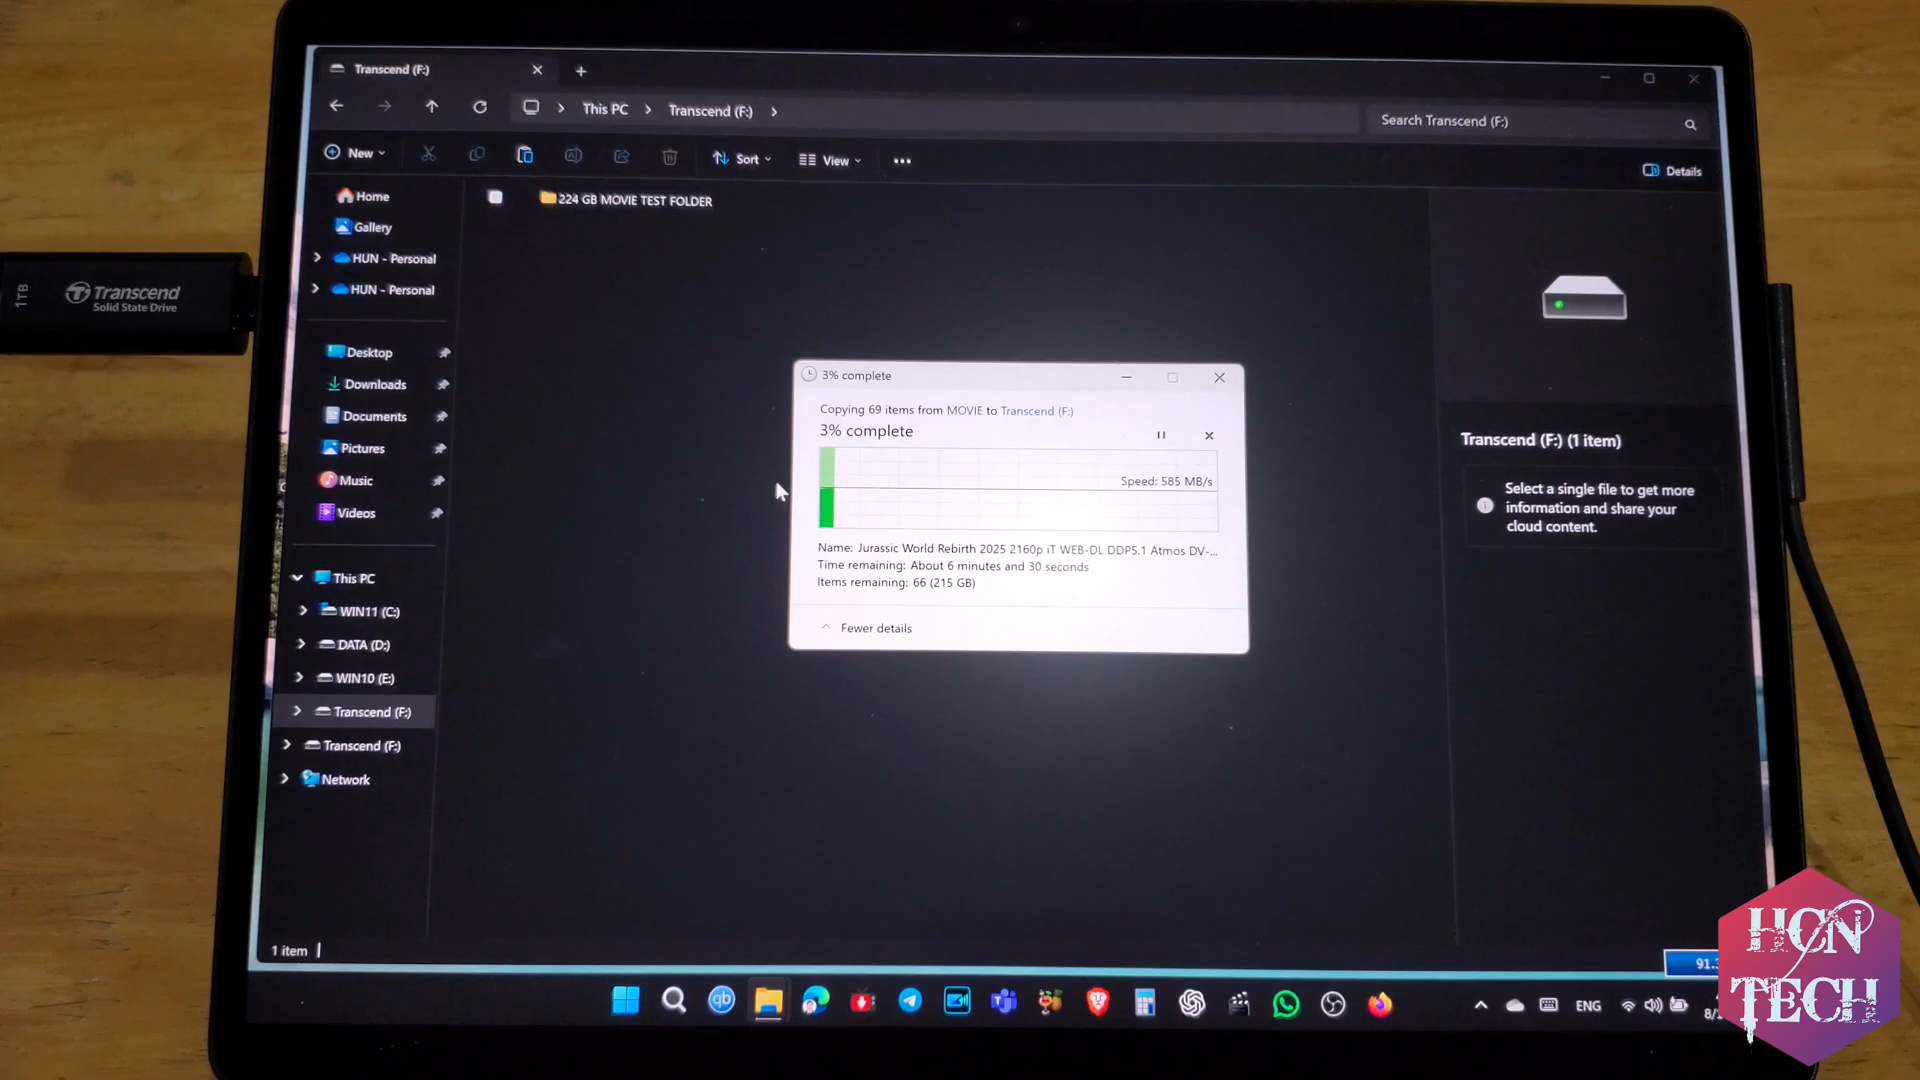 Transcend (F:)
This PC
Transcend (F:)
Search Transcend (F:)
New
Sort
View
Details
Home
Gallery
HUN - Personal
HUN - Personal
Desktop
Downloads
Documents
Pictures
Music
Videos
This PC
WIN11 (C:)
DATA (D:)
WIN10 (E:)
Transcend (F:)
Transcend (F:)
Network
1 item
224 GB MOVIE TEST FOLDER
3% complete
Copying 69 items from MOVIE to Transcend (F:)
3% complete
Speed: 585 MB/s
Name: Jurassic World Rebirth 2025 2160p iT WEB-DL DDP5.1 Atmos DV-...
Time remaining: About 6 minutes and 30 seconds
Items remaining: 66 (215 GB)
Fewer details
Transcend (F:) (1 item)
Select a single file to get more
information and share your
cloud content.
1TB
Transcend
Solid State Drive
qb
ENG
HCN
TECH